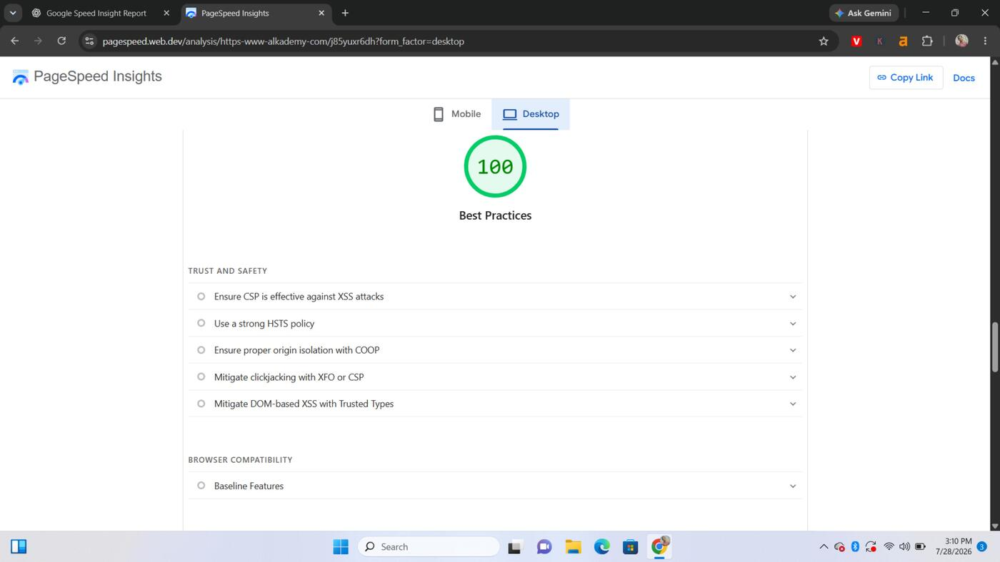 Google Speed Insight Report
PageSpeed Insights
Ask Gemini
pagespeed.web.dev/analysis/https-www-alkademy-com/j85yuxr6dh?form_factor=desktop
V
K
a
PageSpeed Insights
Copy Link
Docs
Mobile
Desktop
100
Best Practices
TRUST AND SAFETY
Ensure CSP is effective against XSS attacks
Use a strong HSTS policy
Ensure proper origin isolation with COOP
Mitigate clickjacking with XFO or CSP
Mitigate DOM-based XSS with Trusted Types
BROWSER COMPATIBILITY
Baseline Features
Search
3:10 PM
7/28/2026
3